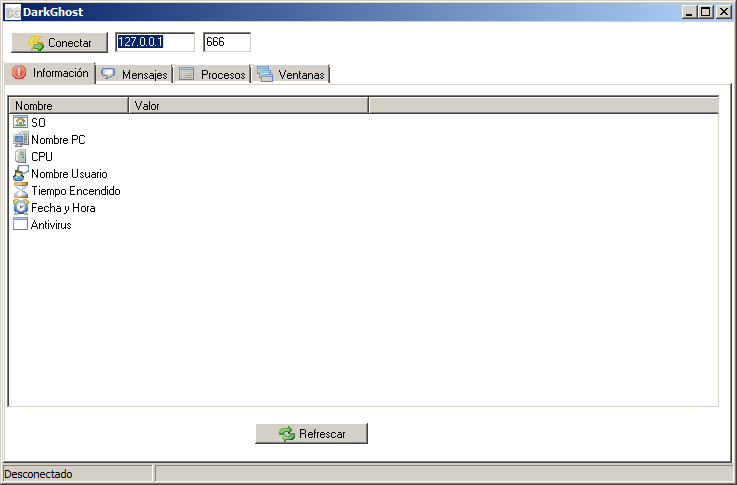 DG DarkGhost
Conectar 127.0.0.1 666
Información Mensajes Procesos Ventanas
Nombre Valor
SO
Nombre PC
CPU
Nombre Usuario
Tiempo Encendido
Fecha y Hora
Antivirus
Refrescar
Desconectado